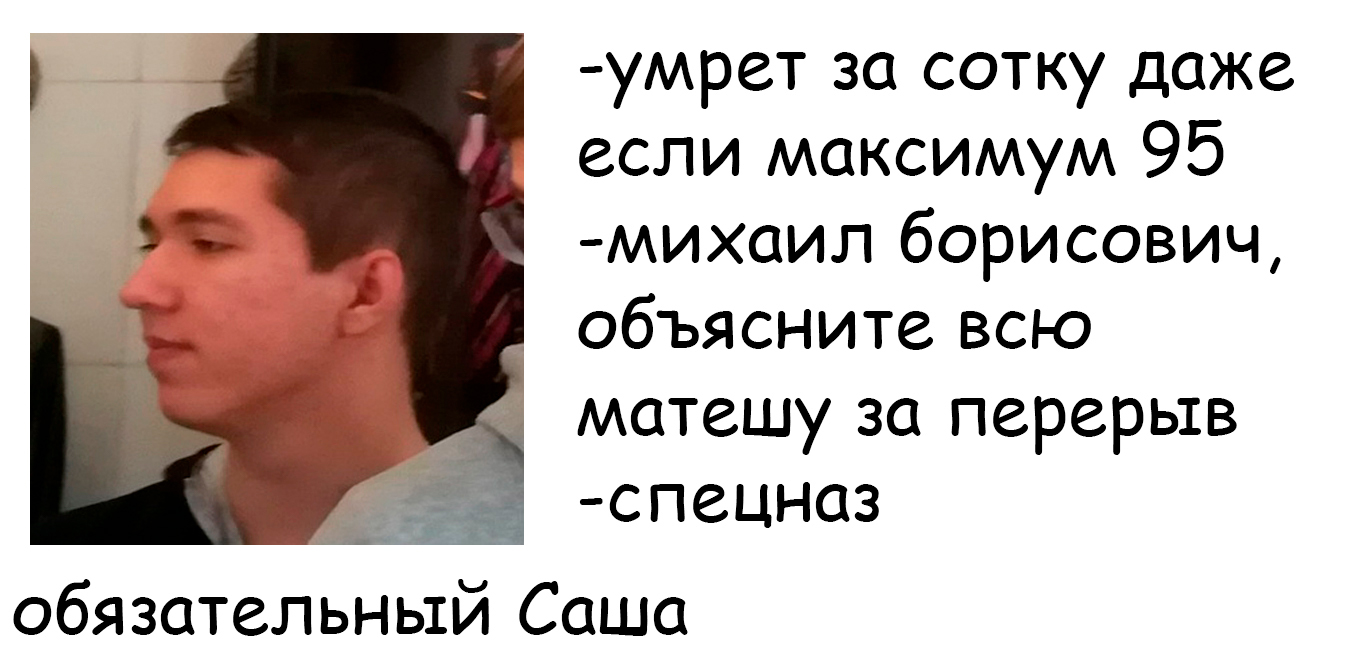 -умрет за сотку даже
если максимум 95
-михаил борисович,
объясните всю
матешу за перерыв
-спецназ
обязательный Саша